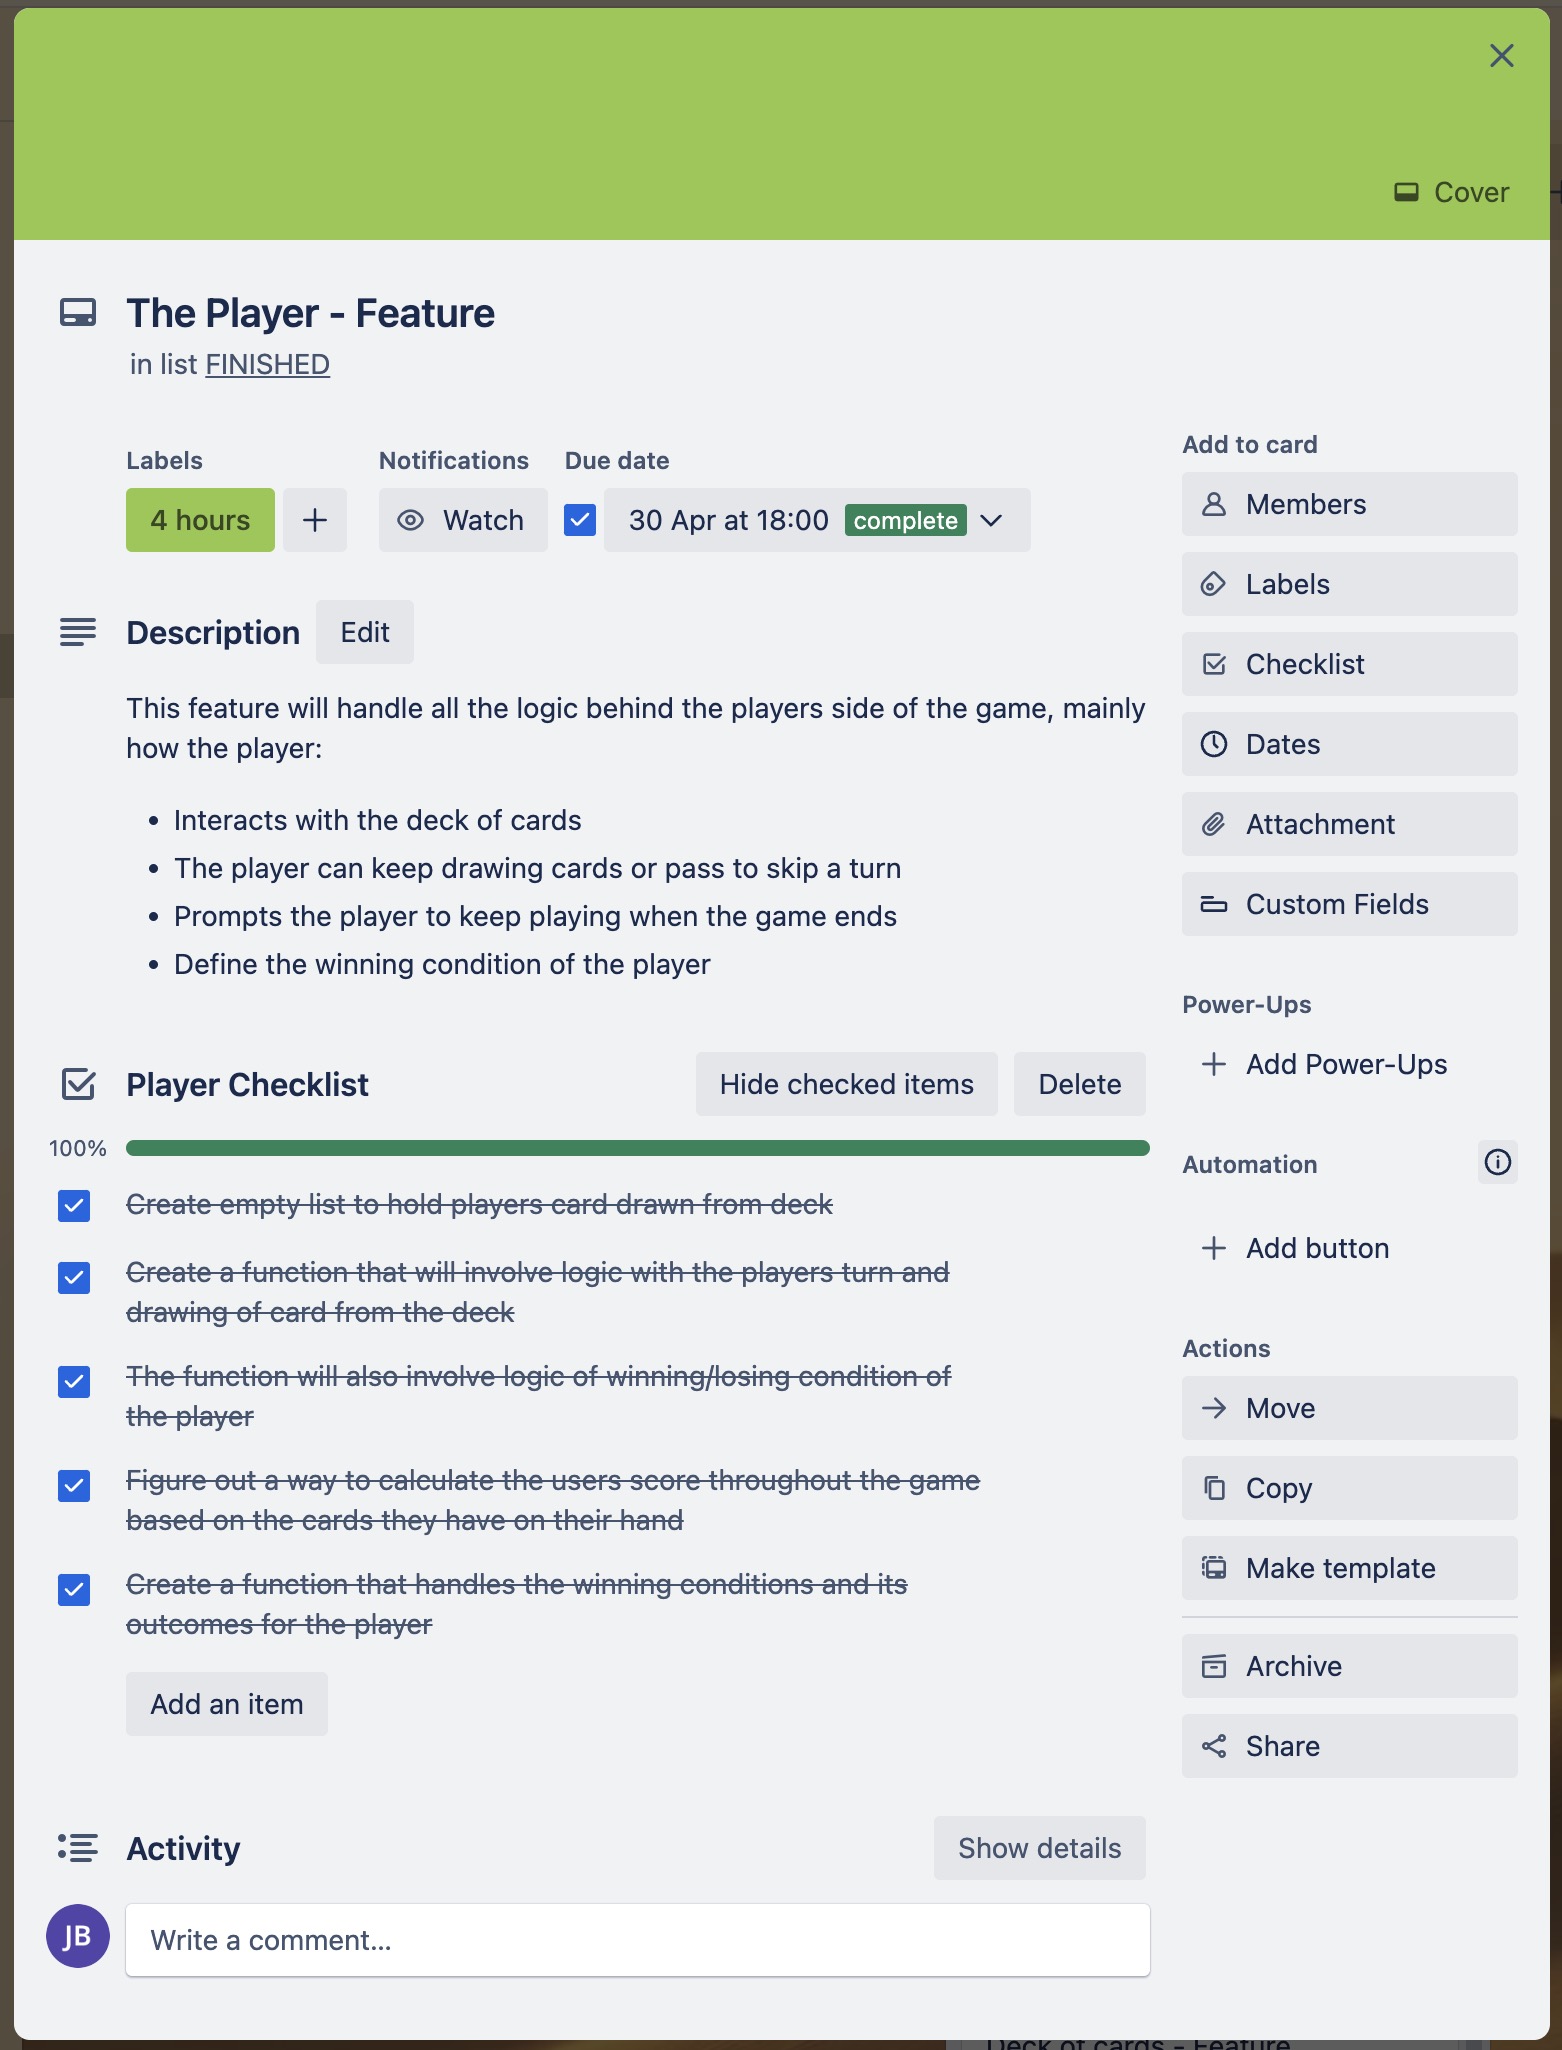 Cover
The Player - Feature
in list FINISHED
Labels
Notifications
Due date
4 hours
Watch
30 Apr at 18:00 complete
Description
Edit
This feature will handle all the logic behind the players side of the game, mainly
how the player:
• Interacts with the deck of cards
• The player can keep drawing cards or pass to skip a turn
• Prompts the player to keep playing when the game ends
• Define the winning condition of the player
Player Checklist
Hide checked items
Delete
100%
Create empty list to hold players card drawn from deck
Create a function that will involve logic with the players turn and
drawing of card from the deck
The function will also involve logic of winning/losing condition of
the player
Figure out a way to calculate the users score throughout the game
based on the cards they have on their hand
Create a function that handles the winning conditions and its
outcomes for the player
Add an item
Activity
Show details
JB
Write a comment...
Add to card
Members
Labels
Checklist
Dates
Attachment
Custom Fields
Power-Ups
Add Power-Ups
Automation
Add button
Actions
Move
Copy
Make template
Archive
Share
Deck of cards - Feature